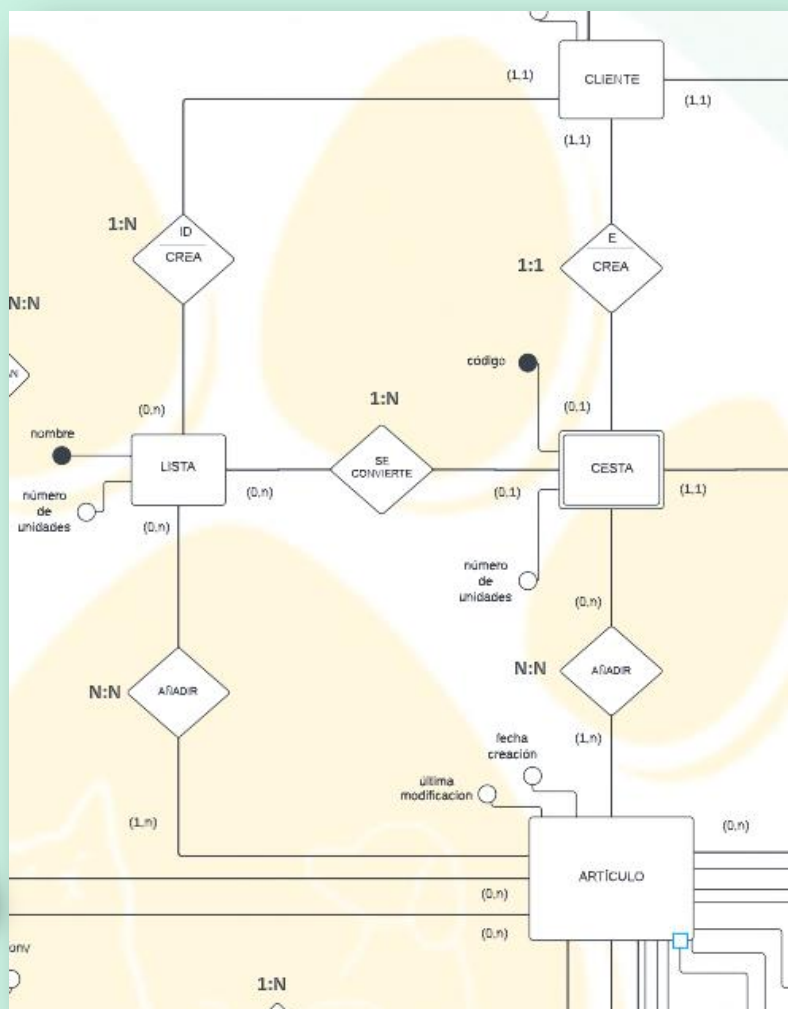 (1,1)
CLIENTE
(1,1)
(1,1)
1:N
ID
CREA
E
CREA
1:1
N:N
código
1:N
(0,n)
(0,1)
nombre
LISTA
SE
CONVIERTE
CESTA
(0,n)
(0,1)
(1,1)
número
de
unidades
(0,n)
número
de
unidades
(0,n)
N:N
AÑADIR
N:N
AÑADIR
fecha
creación
(1,n)
última
modificacion
(1,n)
(0,n)
ARTÍCULO
(0,n)
(0,n)
1:N